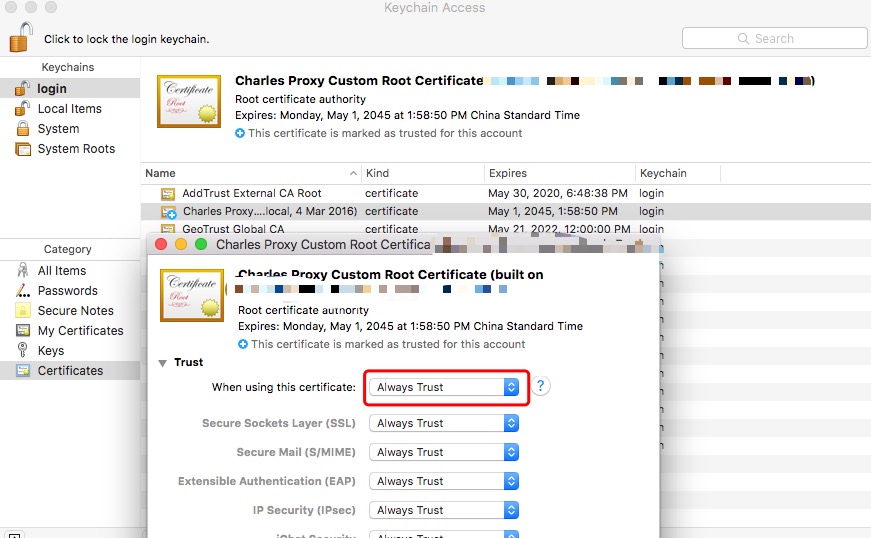 Keychain Access
Click to lock the login keychain.
Search
Keychains
login
Local Items
System
System Roots
Certificate
Root
Charles Proxy Custom Root Certificate )
Root certificate authority
Expires: Monday, May 1, 2045 at 1:58:50 PM China Standard Time
This certificate is marked as trusted for this account
Name Kind Expires Keychain
AddTrust External CA Root certificate May 30, 2020, 6:48:38 PM login
Charles Proxy....local, 4 Mar 2016) certificate May 1, 2045, 1:58:50 PM login
GeoTrust Global CA certificate May 21, 2022, 12:00:00 PM login
Category
All Items
Passwords
Secure Notes
My Certificates
Keys
Certificates
Charles Proxy Custom Root Certifica
Certificate
Root
Charles Proxy Custom Root Certificate (built on
Root certificate authority
Expires: Monday, May 1, 2045 at 1:58:50 PM China Standard Time
This certificate is marked as trusted for this account
Trust
When using this certificate: Always Trust ?
Secure Sockets Layer (SSL) Always Trust
Secure Mail (S/MIME) Always Trust
Extensible Authentication (EAP) Always Trust
IP Security (IPsec) Always Trust
iChat Security Always Trust